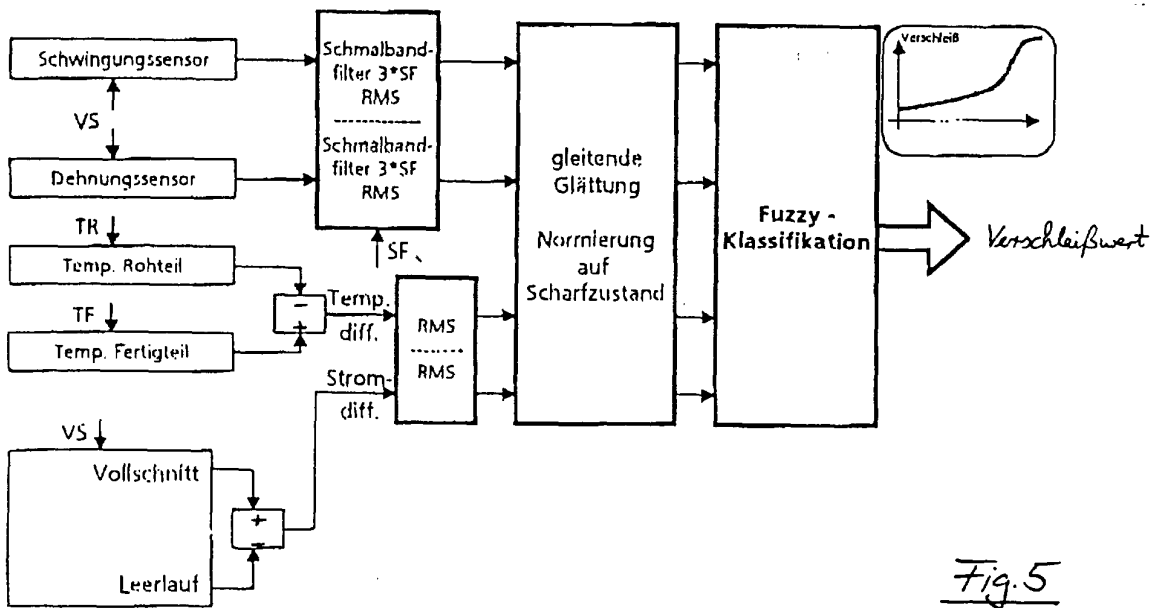 Schwingungssensor
VS
Dehnungssensor
TR
Temp. Rohteil
TF
Temp. Fertigteil
VS
Vollschnitt
Leerlauf
+
-
-
+
Schmalband-
filter 3*SF
RMS
Schmalband-
filter 3*SF
RMS
SF
Temp.
diff.
Strom-
diff.
RMS
RMS
gleitende
Glättung
Normierung
auf
Scharfzustand
Fuzzy -
Klassifikation
Verschleiß
Verschleißwert
Fig. 5